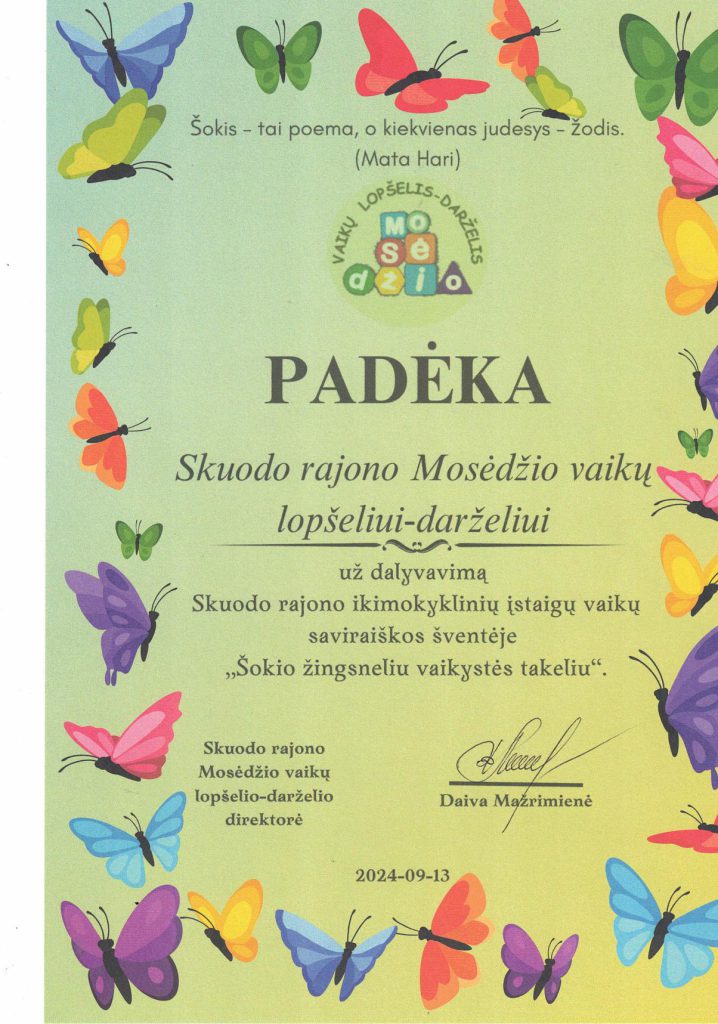 Šokis – tai poema, o kiekvienas judesys – žodis.
(Mata Hari)
VAIKŲ LOPŠELIS-DARŽELIS
MO
Sė
džio
PADĖKA
Skuodo rajono Mosėdžio vaikų
lopšeliui-darželiui
už dalyvavimą
Skuodo rajono ikimokyklinių įstaigų vaikų
saviraiškos šventėje
„Šokio žingsneliu vaikystės takeliu“.
Skuodo rajono
Mosėdžio vaikų
lopšelio-darželio
direktorė
Daiva Mažrimienė
2024-09-13